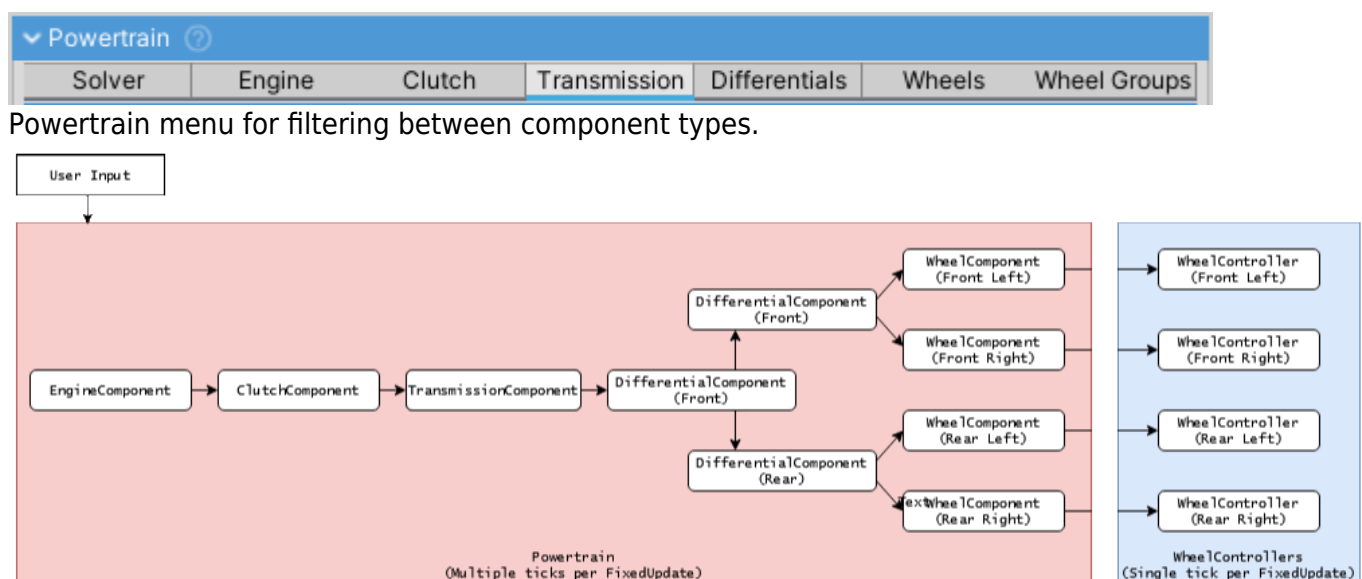 Powertrain ?
Solver Engine Clutch Transmission Differentials Wheels Wheel Groups
Powertrain menu for filtering between component types.
User Input
EngineComponent
ClutchComponent
TransmissionComponent
DifferentialComponent
(Front)
DifferentialComponent
(Front)
DifferentialComponent
(Rear)
WheelComponent
(Front Left)
WheelComponent
(Front Right)
WheelComponent
(Rear Left)
Text
WheelComponent
(Rear Right)
Powertrain
(Multiple ticks per FixedUpdate)
WheelController
(Front Left)
WheelController
(Front Right)
WheelController
(Rear Left)
WheelController
(Rear Right)
WheelControllers
(Single tick per FixedUpdate)